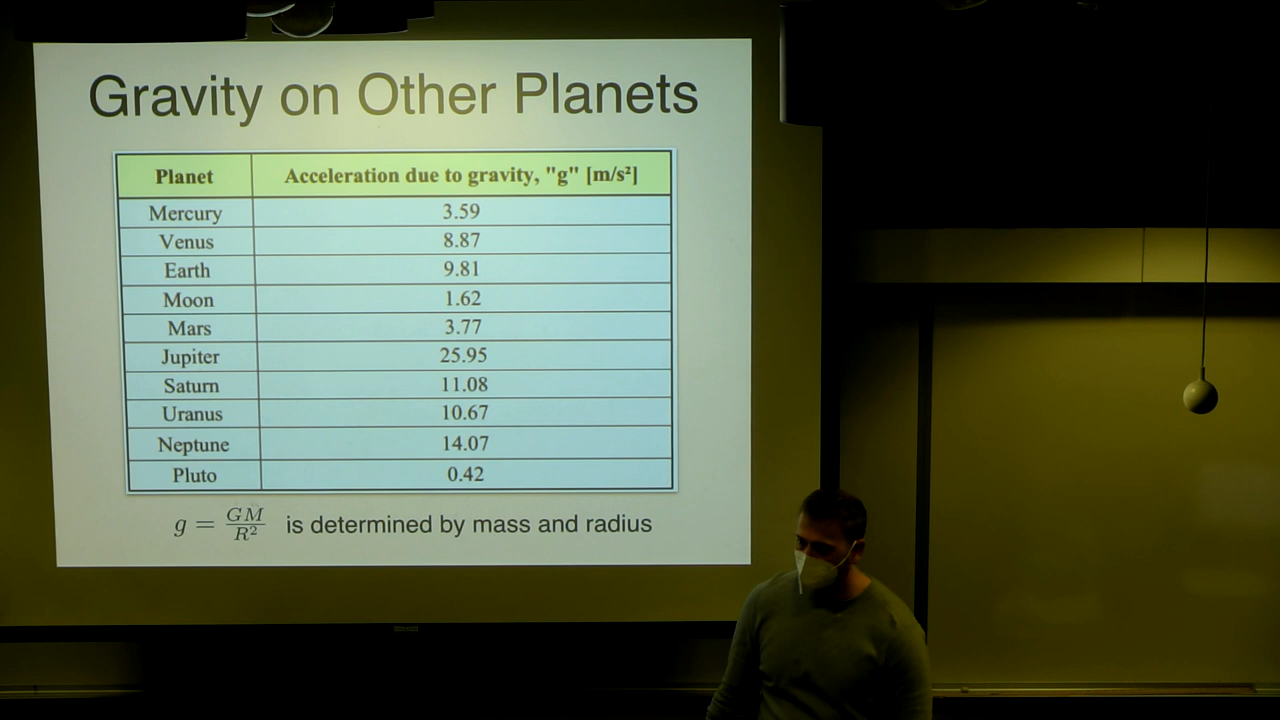 Gravity on Other Planets
Planet Acceleration due to gravity, "g" [m/s²]
Mercury 3.59
Venus 8.87
Earth 9.81
Moon 1.62
Mars 3.77
Jupiter 25.95
Saturn 11.08
Uranus 10.67
Neptune 14.07
Pluto 0.42
g = GM/R² is determined by mass and radius